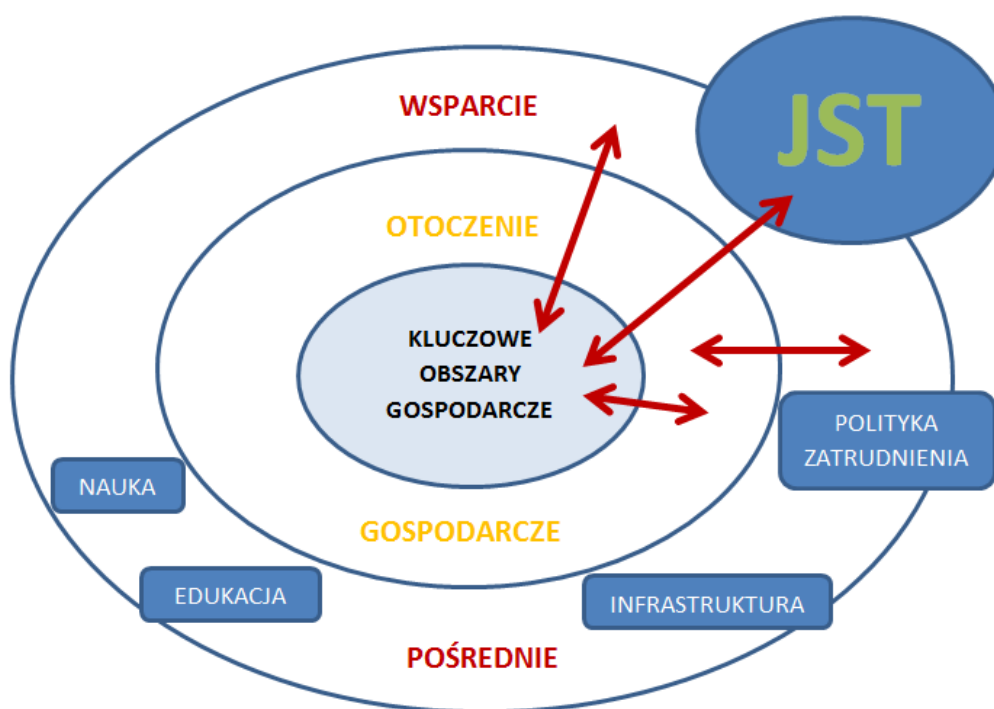 WSPARCIE
JST
OTOCZENIE
KLUCZOWE
OBSZARY
GOSPODARCZE
POLITYKA
ZATRUDNIENIA
NAUKA
GOSPODARCZE
EDUKACJA
INFRASTRUKTURA
POŚREDNIE